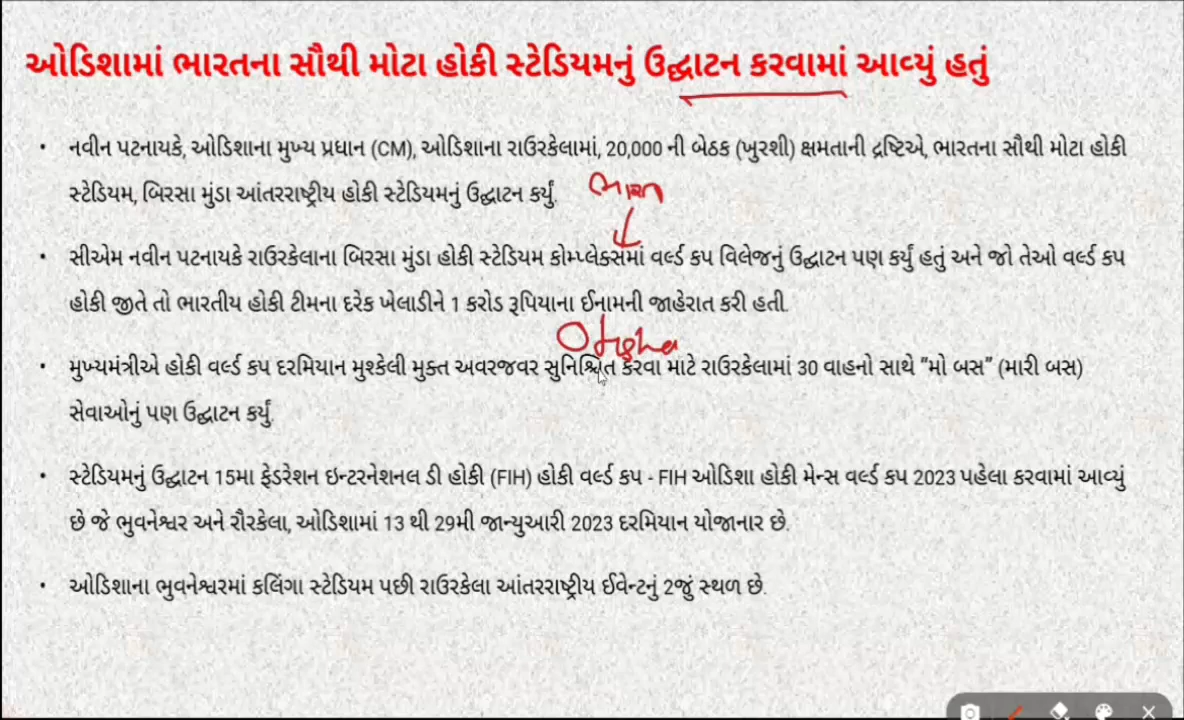 ઓડિશામાં ભારતના સૌથી મોટા હોકી સ્ટેડિયમનું ઉદ્ઘાટન કરવામાં આવ્યું હતું
• નવીન પટનાયકે, ઓડિશાના મુખ્ય પ્રધાન (CM), ઓડિશાના રાઉરકેલામાં, 20,000 ની બેઠક (ખુરશી) ક્ષમતાની દ્રષ્ટિએ, ભારતના સૌથી મોટા હોકી
સ્ટેડિયમ, બિરસા મુંડા આંતરરાષ્ટ્રીય હોકી સ્ટેડિયમનું ઉદ્ઘાટન કર્યું.
ભારત
• સીએમ નવીન પટનાયકે રાઉરકેલાના બિરસા મુંડા હોકી સ્ટેડિયમ કોમ્પ્લેક્સમાં વર્લ્ડ કપ વિલેજનું ઉદ્ઘાટન પણ કર્યું હતું અને જો તેઓ વર્લ્ડ કપ
હોકી જીતે તો ભારતીય હોકી ટીમના દરેક ખેલાડીને 1 કરોડ રૂપિયાના ઈનામની જાહેરાત કરી હતી.
• મુખ્યમંત્રીએ હોકી વર્લ્ડ કપ દરમિયાન મુશ્કેલી મુક્ત અવરજવર સુનિશ્ચિત કરવા માટે રાઉરકેલામાં 30 વાહનો સાથે "મો બસ" (મારી બસ)
સેવાઓનું પણ ઉદ્ઘાટન કર્યું.
• સ્ટેડિયમનું ઉદ્ઘાટન 15મા ફેડરેશન ઇન્ટરનેશનલ ડી હોકી (FIH) હોકી વર્લ્ડ કપ - FIH ઓડિશા હોકી મેન્સ વર્લ્ડ કપ 2023 પહેલા કરવામાં આવ્યું
છે જે ભુવનેશ્વર અને રૌરકેલા, ઓડિશામાં 13 થી 29મી જાન્યુઆરી 2023 દરમિયાન યોજાનાર છે.
• ઓડિશાના ભુવનેશ્વરમાં કલિંગા સ્ટેડિયમ પછી રાઉરકેલા આંતરરાષ્ટ્રીય ઈવેન્ટનું 2જું સ્થળ છે.